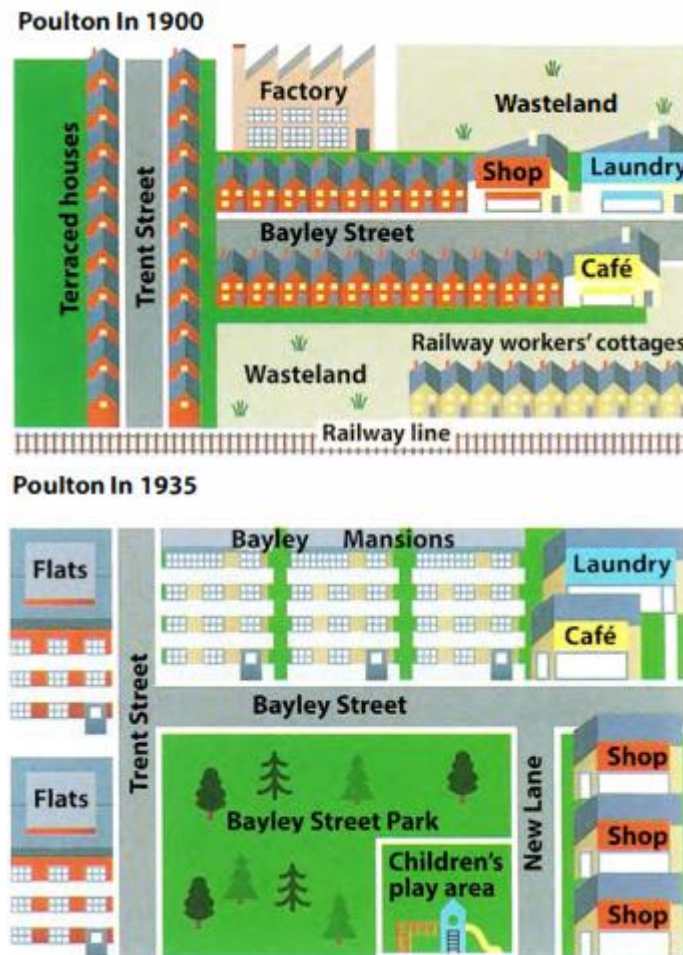 Poulton In 1900
Factory
Wasteland
Terraced houses
Trent Street
Shop
Laundry
Bayley Street
Café
Railway workers' cottages
Wasteland
Railway line
Poulton In 1935
Bayley Mansions
Flats
Laundry
Café
Trent Street
Bayley Street
Flats
Bayley Street Park
Children's
play area
New Lane
Shop
Shop
Shop